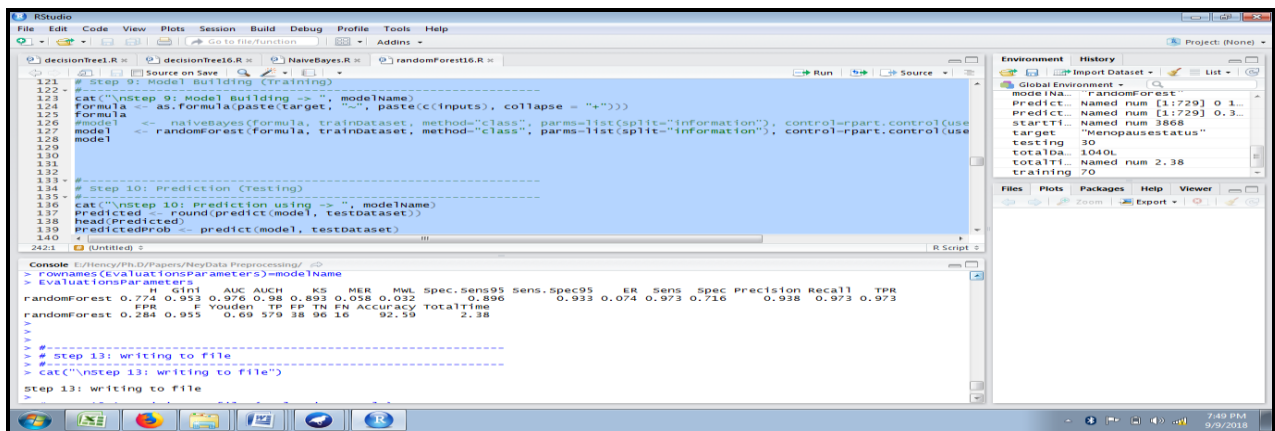 RStudio
File Edit Code View Plots Session Build Debug Profile Tools Help
Go to file/function Addins Project: (None)
decisionTree1.R decisionTree16.R NaiveBayes.R randomForest16.R
Source on Save Run Source
121 # Step 9: Model Building (Training)
122 #--------------------------------------------------------------
123 cat("\nStep 9: Model Building -> ", modelName)
124 formula <- as.formula(paste(target, "~", paste(c(inputs), collapse = "+")))
125 formula
126 #model <- naiveBayes(formula, trainDataset, method="class", parms=list(split="information"), control=rpart.control(use
127 model <- randomForest(formula, trainDataset, method="class", parms=list(split="information"), control=rpart.control(use
128 model
129
130
131
132
133 #--------------------------------------------------------------
134 # Step 10: Prediction (Testing)
135 #--------------------------------------------------------------
136 cat("\nStep 10: Prediction using -> ", modelName)
137 Predicted <- round(predict(model, testDataset))
138 head(Predicted)
139 PredictedProb <- predict(model, testDataset)
140
242:1 (Untitled) R Script
Console E:/Hency/Ph.D/Papers/NeyData Preprocessing/
> rownames(EvaluationsParameters)=modelName
> EvaluationsParameters
H Gini AUC AUCH KS MER MWL Spec.Sens95 Sens.Spec95 ER Sens Spec Precision Recall TPR
randomForest 0.774 0.953 0.976 0.98 0.893 0.058 0.032 0.896 0.933 0.074 0.973 0.716 0.938 0.973 0.973
FPR F Youden TP FP TN FN Accuracy TotalTime
randomForest 0.284 0.955 0.69 579 38 96 16 92.59 2.38
>
>
>
> #--------------------------------------------------------------
> # Step 13: Writing to file
> #--------------------------------------------------------------
> cat("\nStep 13: Writing to file")
Step 13: Writing to file
>
Environment History
Import Dataset List
Global Environment
modelNa… "randomForest"
Predict… Named num [1:729] 0 1…
Predict… Named num [1:729] 0.3…
startTi… Named num 3868
target "Menopausestatus"
testing 30
totalDa… 1040L
totalTi… Named num 2.38
training 70
Files Plots Packages Help Viewer
Zoom Export
7:49 PM
9/9/2018